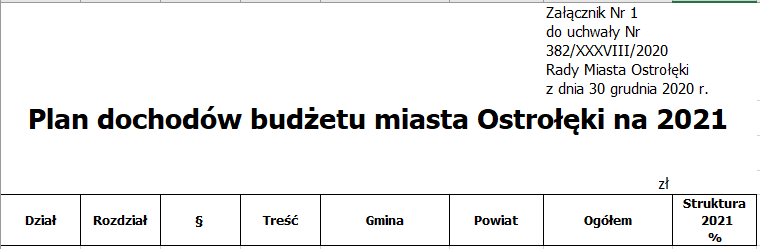 Załącznik Nr 1
do uchwały Nr
382/XXXVIII/2020
Rady Miasta Ostrołęki
z dnia 30 grudnia 2020 r.
Plan dochodów budżetu miasta Ostrołęki na 2021
zł
Dział Rozdział § Treść Gmina Powiat Ogółem Struktura 2021 %